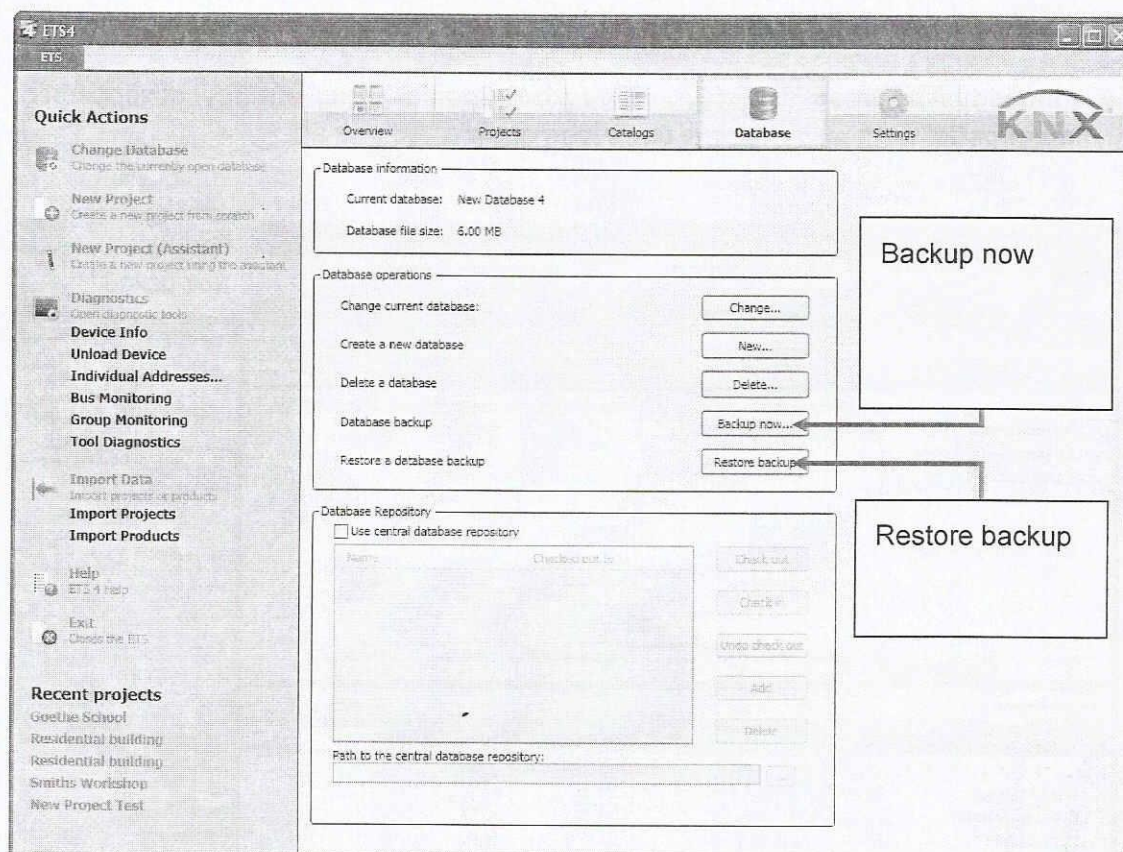 ETS4
ETS
Quick Actions
Change Database
Change the currently open database
New Project
Create a new project from scratch
New Project (Assistant)
Create a new project using the assistant
Diagnostics
Open diagnostic tools
Device Info
Unload Device
Individual Addresses...
Bus Monitoring
Group Monitoring
Tool Diagnostics
Import Data
Import projects or products
Import Projects
Import Products
Help
ETS 4 Help
Exit
Closes the ETS
Recent projects
Goethe School
Residential building
Residential building
Smiths Workshop
New Project Test
Overview
Projects
Catalogs
Database
Settings
KNX
Database information
Current database: New Database 4
Database file size: 6.00 MB
Database operations
Change current database: Change...
Create a new database New...
Delete a database Delete...
Database backup Backup now...
Restore a database backup Restore backup
Database Repository
Use central database repository
Name Checked out by
Check out
Check in
Undo check out
Add
Delete
Path to the central database repository:
...
Backup now
Restore backup